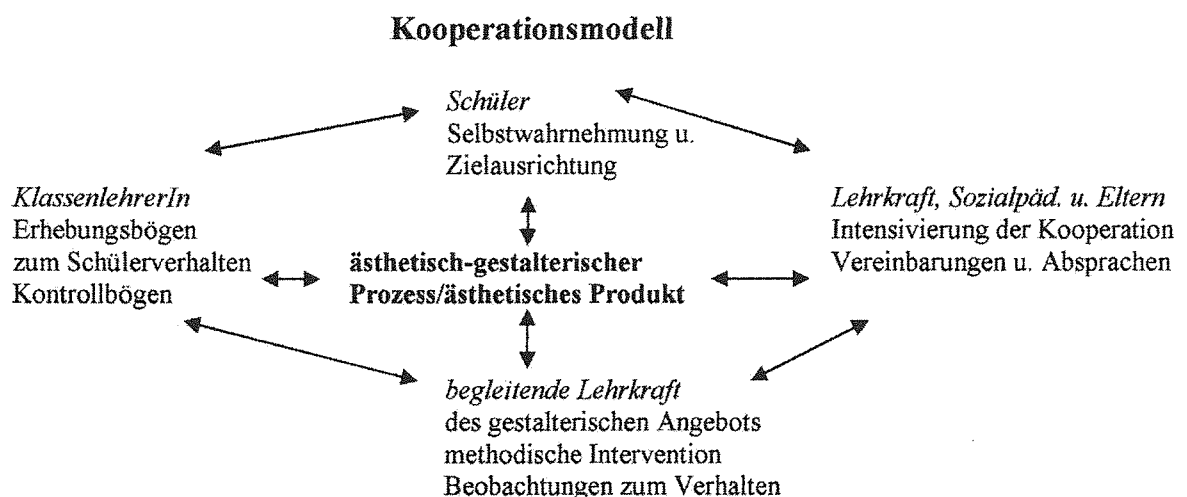 Kooperationsmodell
Schüler
Selbstwahrnehmung u.
Zielausrichtung
KlassenlehrerIn
Erhebungsbögen
zum Schülerverhalten
Kontrollbögen
ästhetisch-gestalterischer
Prozess/ästhetisches Produkt
Lehrkraft, Sozialpäd. u. Eltern
Intensivierung der Kooperation
Vereinbarungen u. Absprachen
begleitende Lehrkraft
des gestalterischen Angebots
methodische Intervention
Beobachtungen zum Verhalten